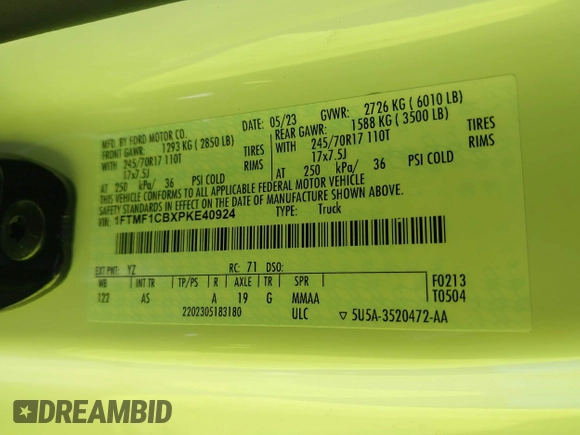 MFD. BY FORD MOTOR CO.
05/23 GVWR: 2726 KG ( 6010 LB)
FRONT GAWR: 1293 KG ( 2850 LB)
REAR GAWR: 1588 KG ( 3500 LB)
WITH 245/70R17 110T TIRES
WITH 245/70R17 110T TIRES
17x7.5J RIMS
17x7.5J RIMS
AT 250 kPa/ 36 PSI COLD
AT 250 kPa/ 36 PSI COLD
THIS VEHICLE CONFORMS TO ALL APPLICABLE FEDERAL MOTOR VEHICLE
SAFETY STANDARDS IN EFFECT ON THE DATE OF MANUFACTURE SHOWN ABOVE.
VIN: 1FTMF1CBXPKE40924 TYPE: Truck
EXT PNT: YZ RC: 71 DSO:
WB INT TR TP/PS R AXLE TR SPR
F0213
122 AS A 19 G MMAA
T0504
2202305183180 ULC ▽ 5U5A-3520472-AA
DREAMBID